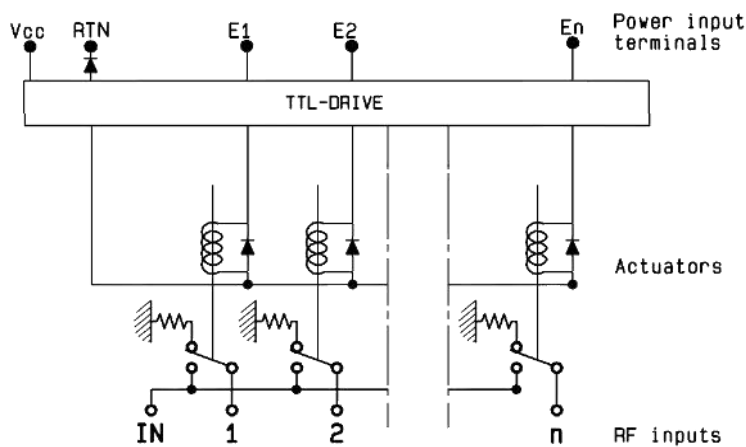 Vcc RTN E1 E2 En Power input
terminals
TTL-DRIVE
Actuators
IN 1 2 n RF inputs